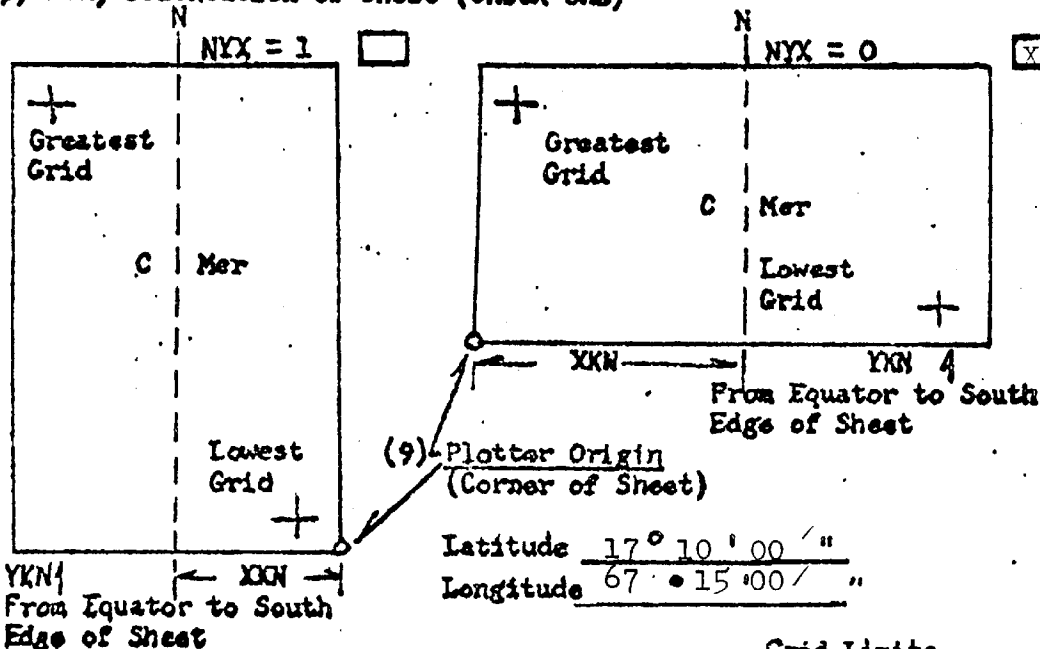 N
NYX = 1
Greatest
Grid
C Mer
Lowest
Grid
YKN
XKN
From Equator to South
Edge of Sheet
N
NYX = 0
X
Greatest
Grid
C Mer
Lowest
Grid
XKN
YKN
From Equator to South
Edge of Sheet
(9) Plotter Origin
(Corner of Sheet)
Latitude 17° 10 ' 00 "
Longitude 67 ° 15 ' 00 "
Grid Limits